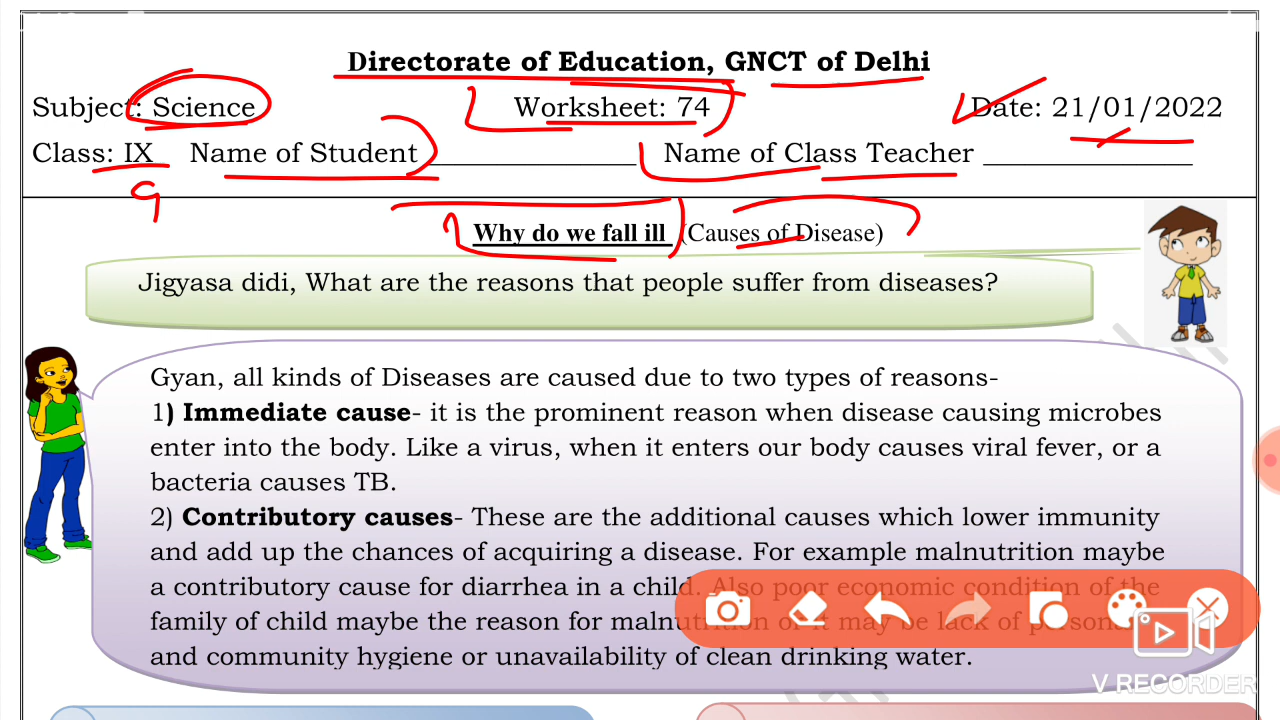 Directorate of Education, GNCT of Delhi
Subject: Science Worksheet: 74 Date: 21/01/2022
Class: IX Name of Student ______________ Name of Class Teacher ______________
9
Why do we fall ill (Causes of Disease)
Jigyasa didi, What are the reasons that people suffer from diseases?
Gyan, all kinds of Diseases are caused due to two types of reasons-
1) Immediate cause- it is the prominent reason when disease causing microbes
enter into the body. Like a virus, when it enters our body causes viral fever, or a
bacteria causes TB.
2) Contributory causes- These are the additional causes which lower immunity
and add up the chances of acquiring a disease. For example malnutrition maybe
a contributory cause for diarrhea in a child. Also poor economic condition of the
family of child maybe the reason for malnutrition or it may be lack of
and community hygiene or unavailability of clean drinking water.
V RECORDER